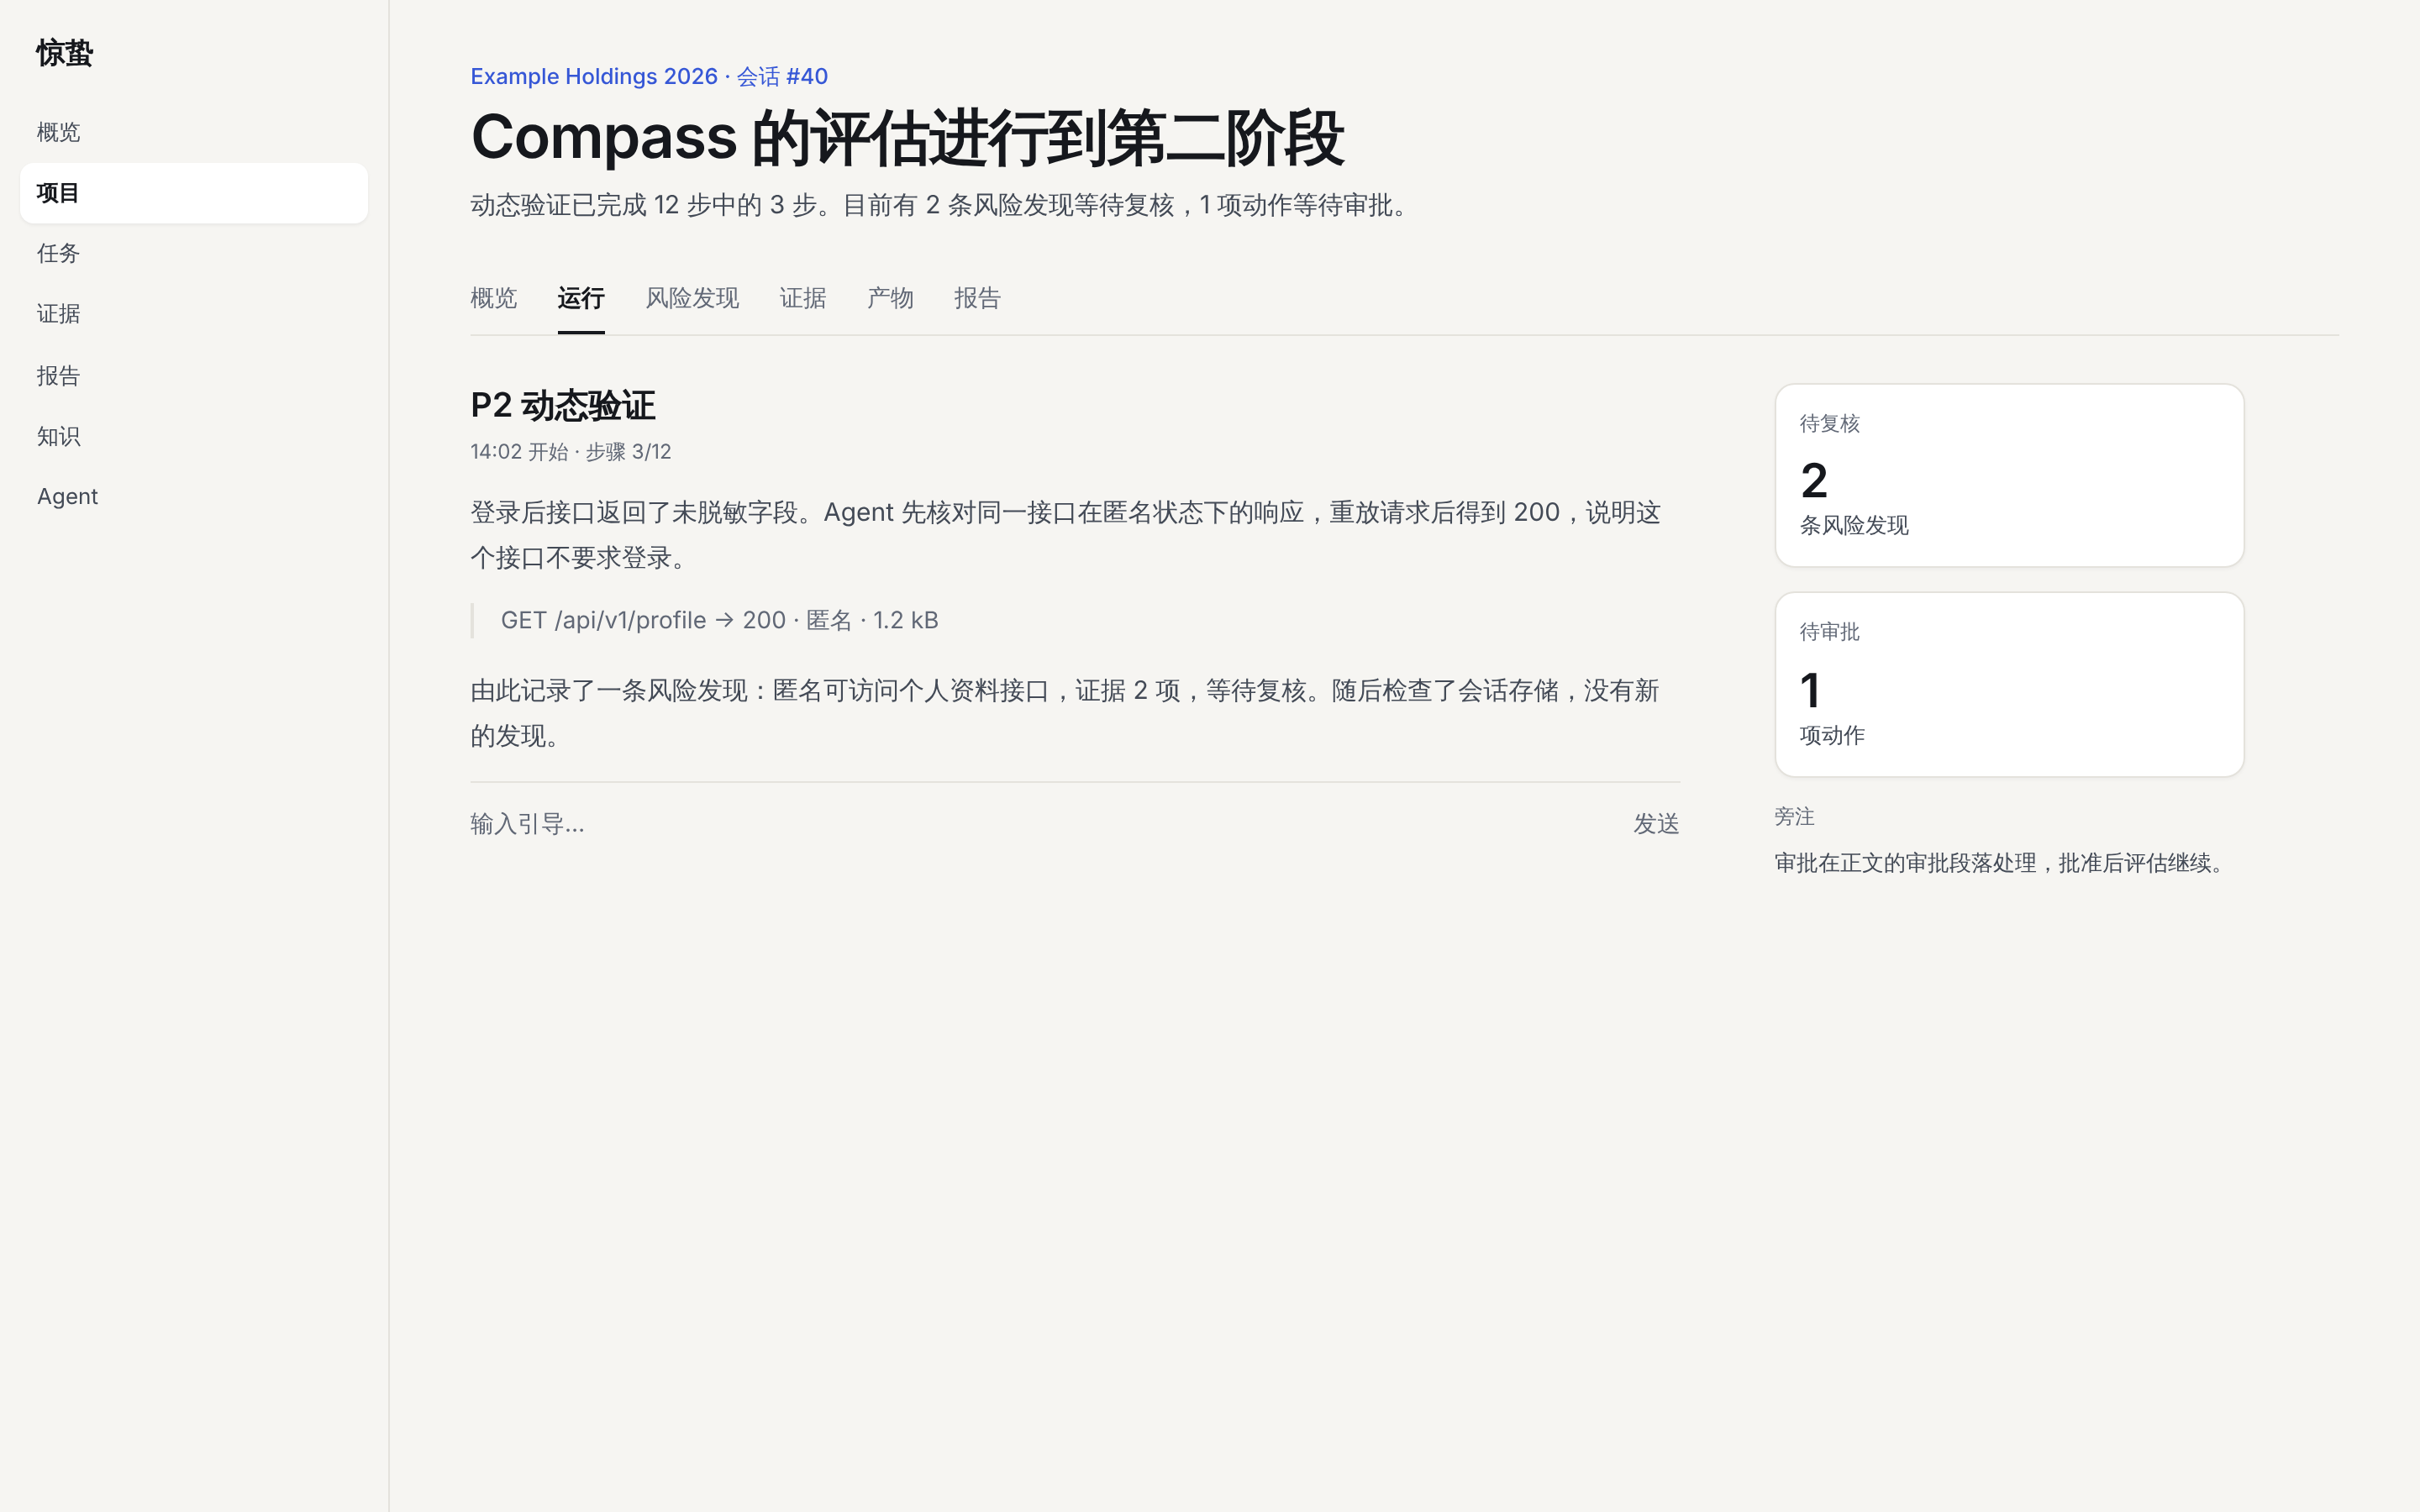 惊蛰
概览
项目
任务
证据
报告
知识
Agent
Example Holdings 2026 · 会话 #40
Compass 的评估进行到第二阶段
动态验证已完成 12 步中的 3 步。目前有 2 条风险发现等待复核，1 项动作等待审批。
概览 运行 风险发现 证据 产物 报告
P2 动态验证
14:02 开始 · 步骤 3/12
登录后接口返回了未脱敏字段。Agent 先核对同一接口在匿名状态下的响应，重放请求后得到 200，说明这
个接口不要求登录。
GET /api/v1/profile → 200 · 匿名 · 1.2 kB
由此记录了一条风险发现：匿名可访问个人资料接口，证据 2 项，等待复核。随后检查了会话存储，没有新
的发现。
输入引导... 发送
待复核
2
条风险发现
待审批
1
项动作
旁注
审批在正文的审批段落处理，批准后评估继续。